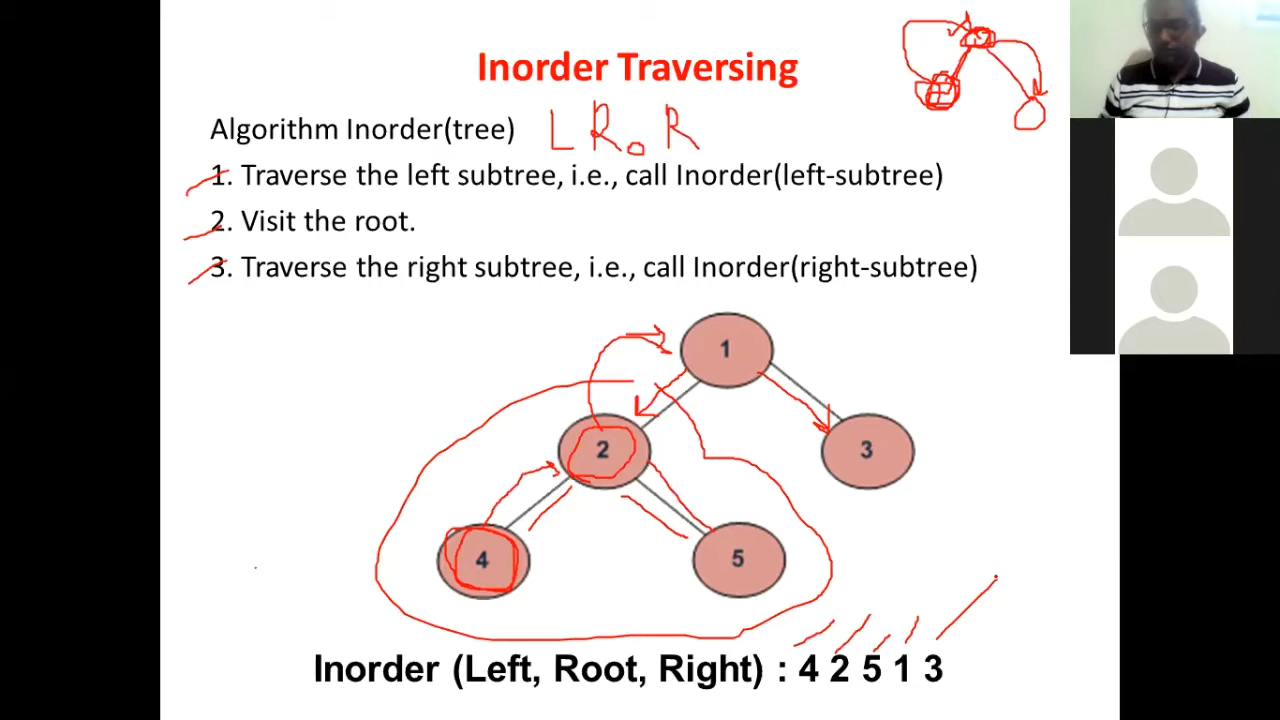 Inorder Traversing
Algorithm Inorder(tree) L Ro R
1. Traverse the left subtree, i.e., call Inorder(left-subtree)
2. Visit the root.
3. Traverse the right subtree, i.e., call Inorder(right-subtree)
1
2
3
4
5
Inorder (Left, Root, Right) : 4 2 5 1 3